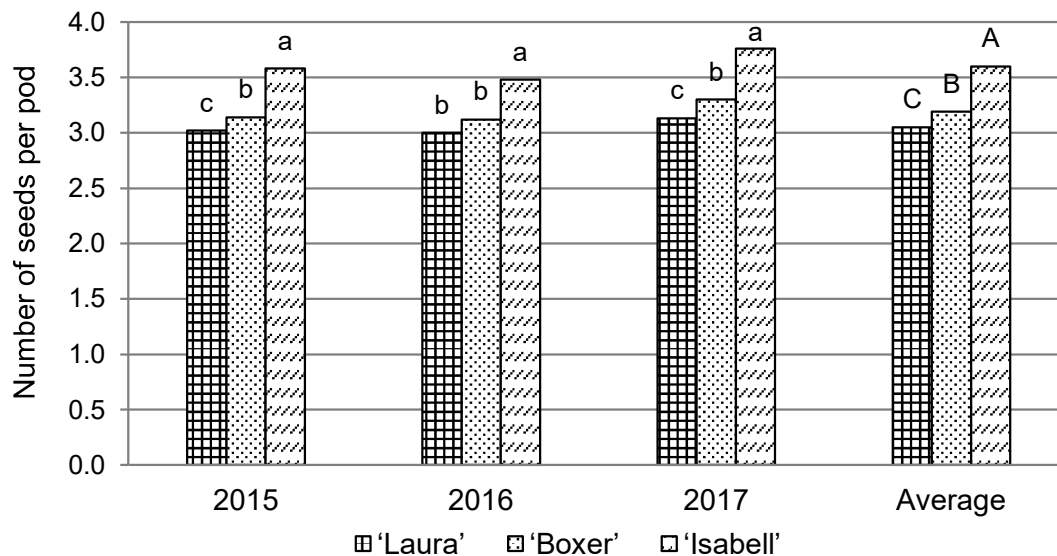 Number of seeds per pod
4.0
3.5
3.0
2.5
2.0
1.5
1.0
0.5
0.0
c b a
b b a
c b a
C B A
2015 2016 2017 Average
‘Laura’ ‘Boxer’ ‘Isabell’